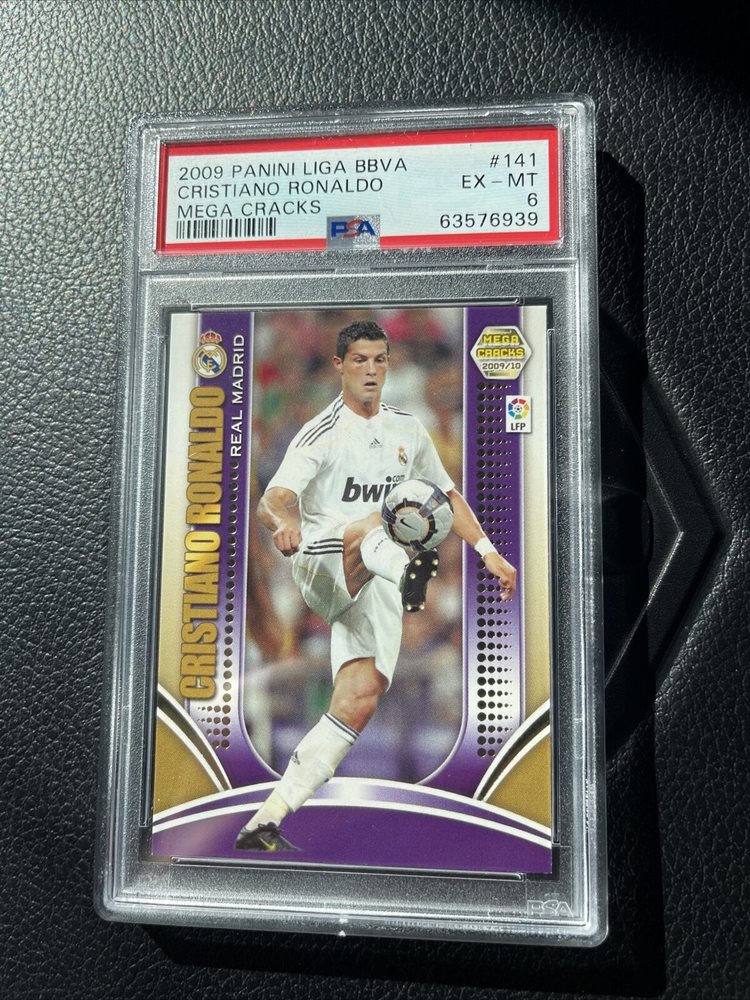 2009 PANINI LIGA BBVA #141
CRISTIANO RONALDO EX - MT
MEGA CRACKS 6
PSA 63576939
MEGA
CRACKS
2009/10
LFP
CRISTIANO RONALDO
REAL MADRID
bwin
.com
PSA